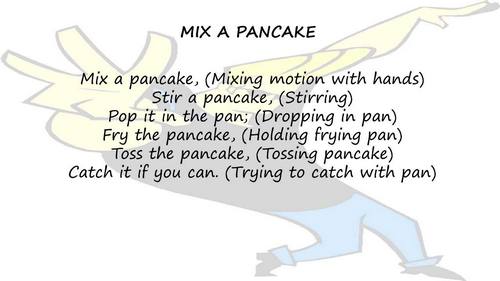 MIX A PANCAKE
Mix a pancake, (Mixing motion with hands)
Stir a pancake, (Stirring)
Pop it in the pan; (Dropping in pan)
Fry the pancake, (Holding frying pan)
Toss the pancake, (Tossing pancake)
Catch it if you can. (Trying to catch with pan)